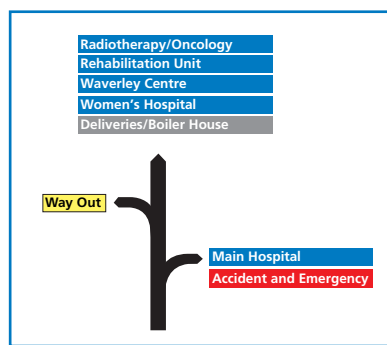 Radiotherapy/Oncology
Rehabilitation Unit
Waverley Centre
Women's Hospital
Deliveries/Boiler House
Way Out
Main Hospital
Accident and Emergency